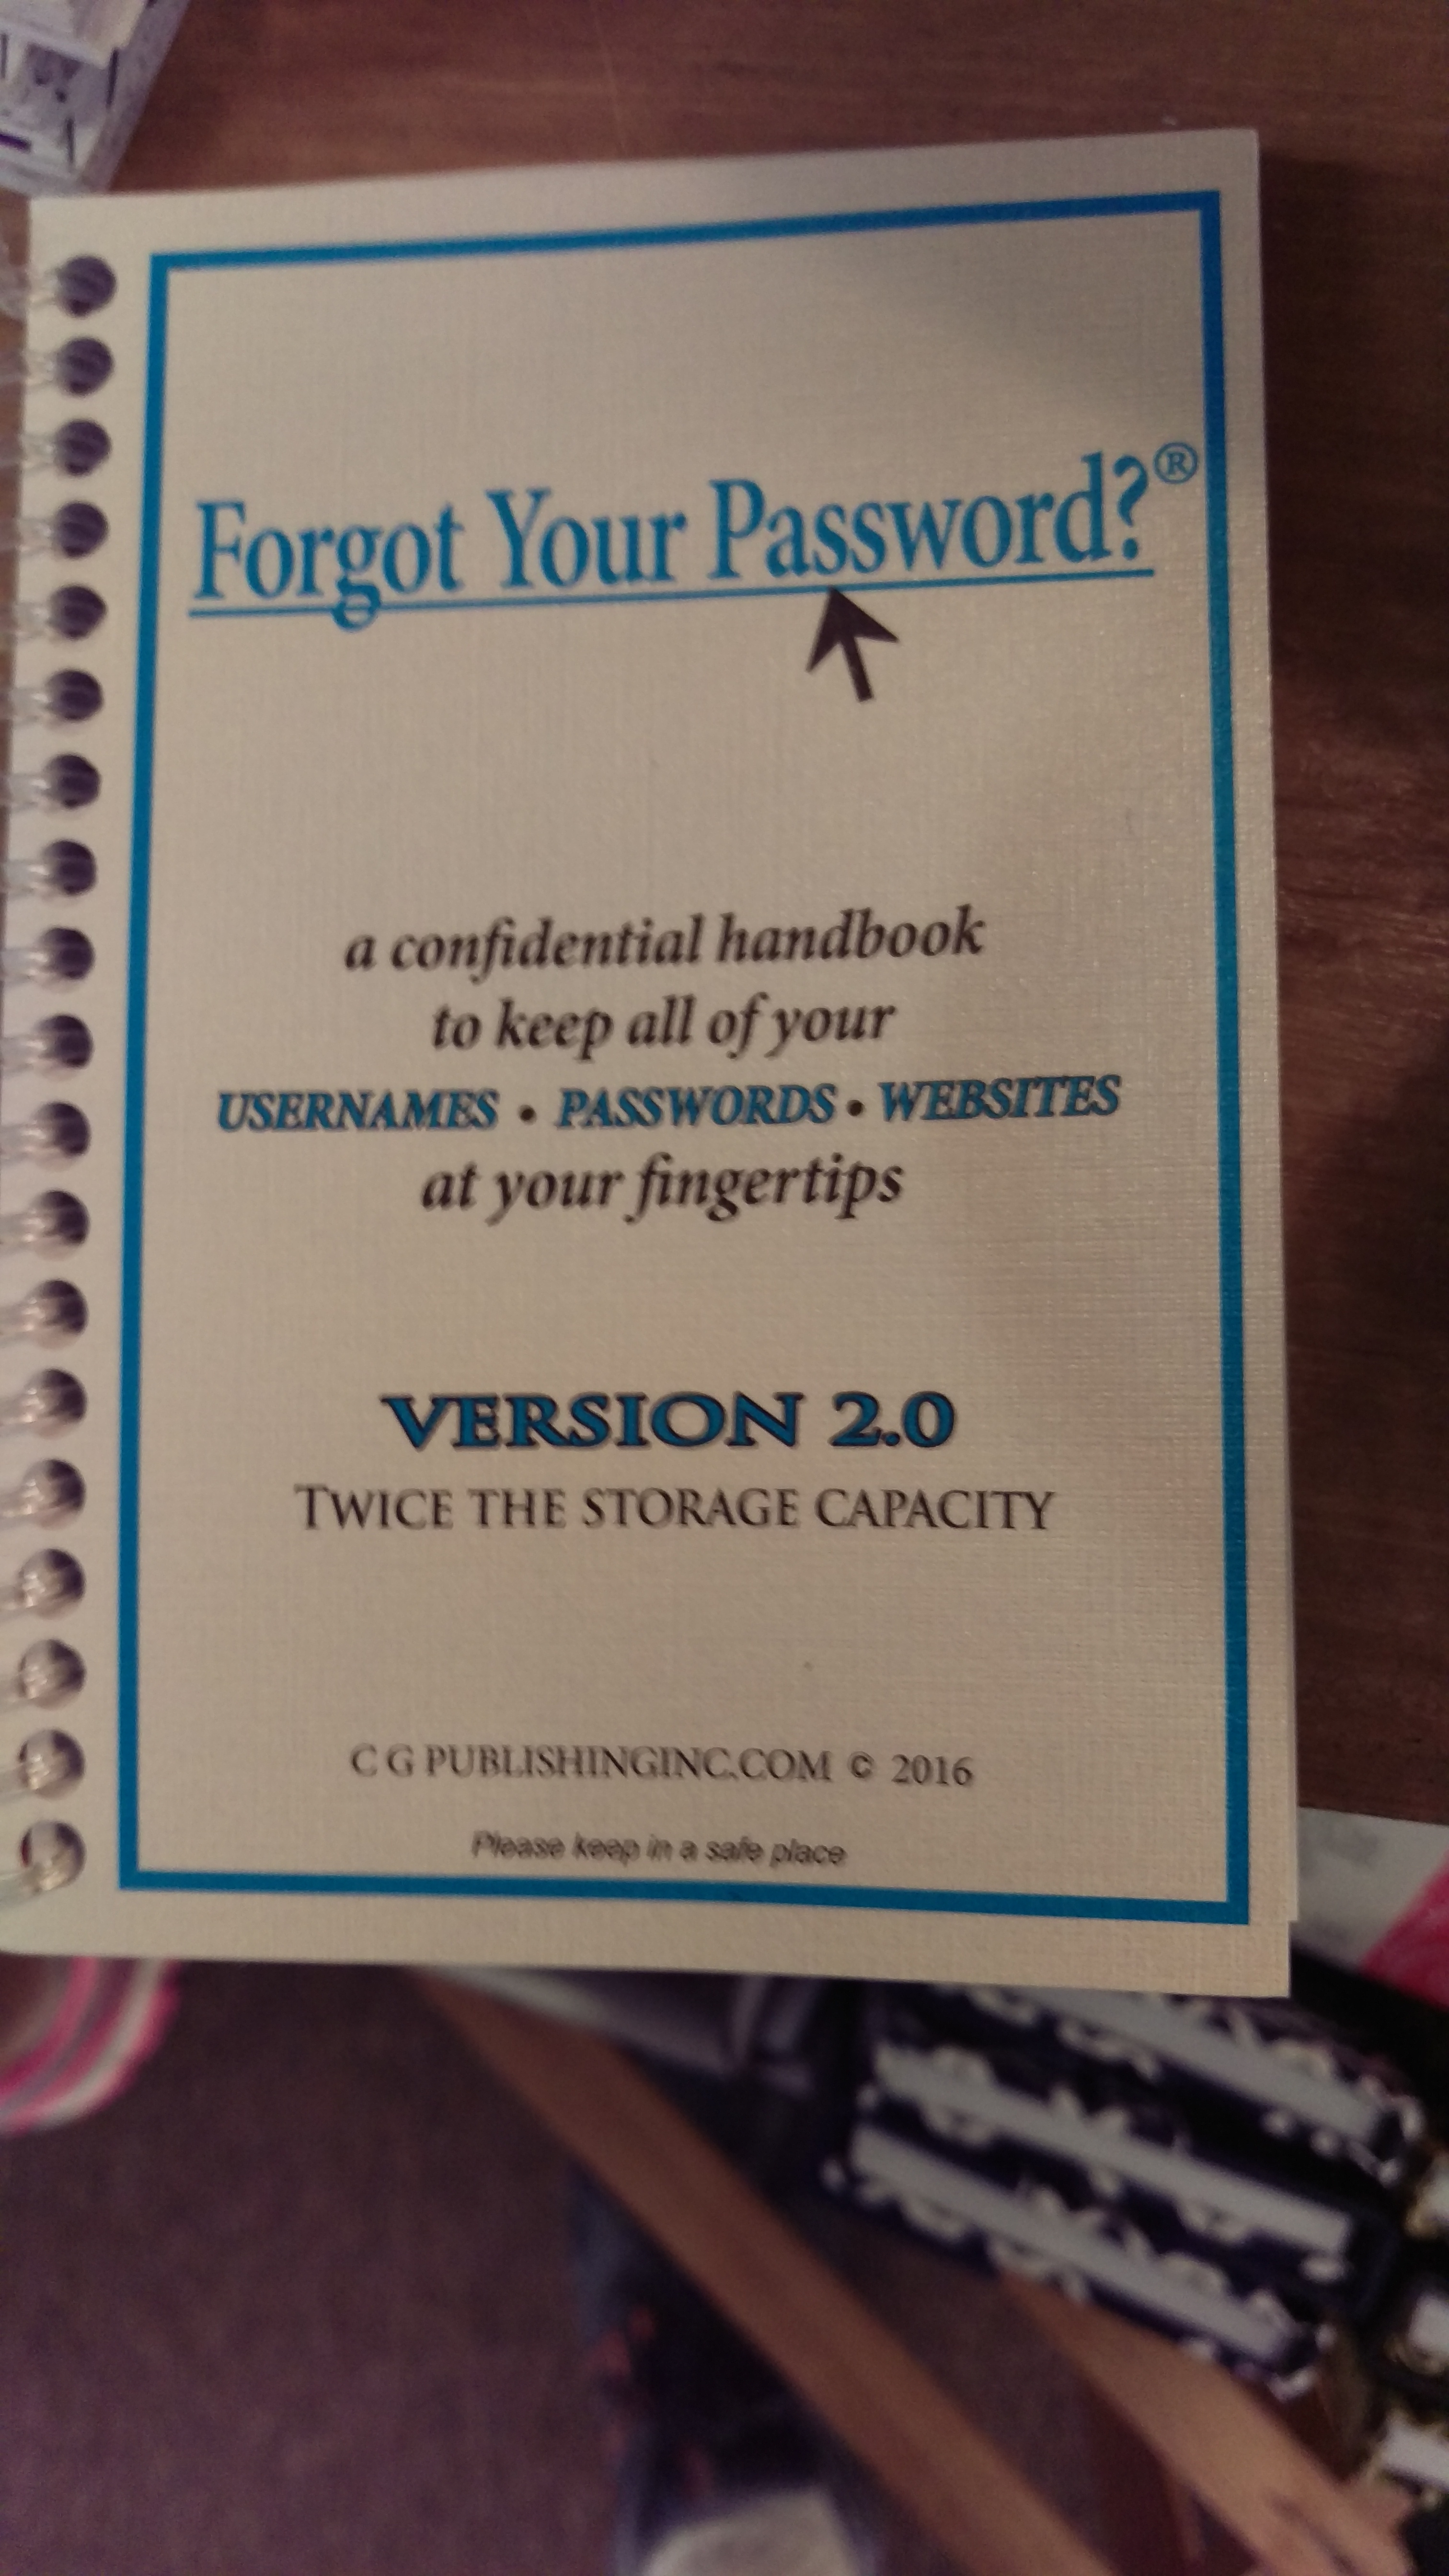 Forgot Your Password?®
a confidential handbook
to keep all of your
USERNAMES • PASSWORDS • WEBSITES
at your fingertips
VERSION 2.0
TWICE THE STORAGE CAPACITY
C G PUBLISHINGINC.COM © 2016
Please keep in a safe place